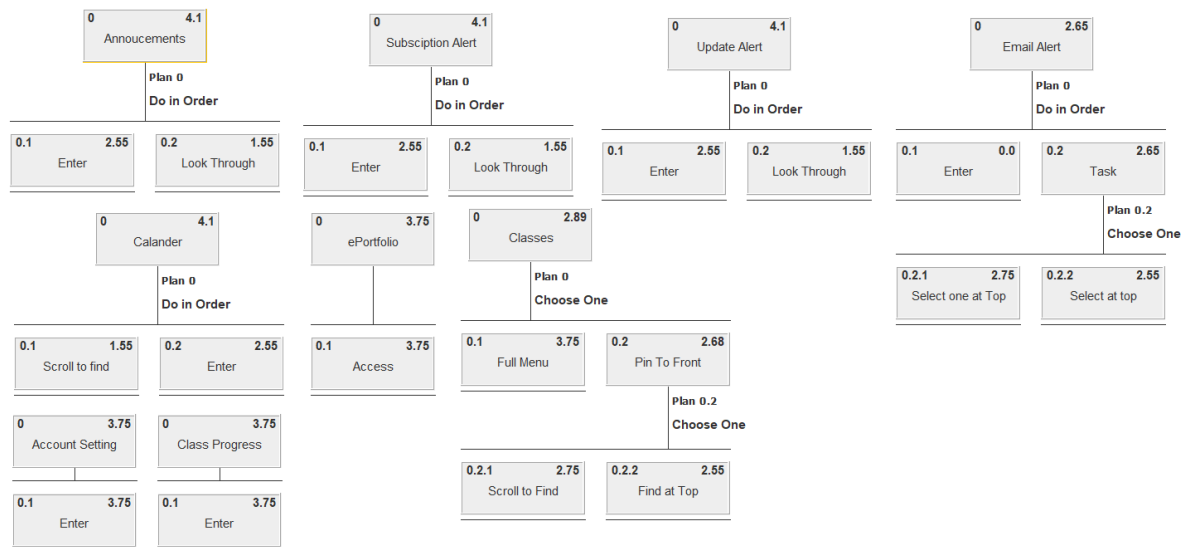 0 4.1
Annoucements
Plan 0
Do in Order
0.1 2.55
Enter
0.2 1.55
Look Through
0 4.1
Subsciption Alert
Plan 0
Do in Order
0.1 2.55
Enter
0.2 1.55
Look Through
0 4.1
Update Alert
Plan 0
Do in Order
0.1 2.55
Enter
0.2 1.55
Look Through
0 2.65
Email Alert
Plan 0
Do in Order
0.1 0.0
Enter
0.2 2.65
Task
Plan 0.2
Choose One
0.2.1 2.75
Select one at Top
0.2.2 2.55
Select at top
0 4.1
Calander
Plan 0
Do in Order
0.1 1.55
Scroll to find
0.2 2.55
Enter
0 3.75
ePortfolio
0.1 3.75
Access
0 2.89
Classes
Plan 0
Choose One
0.1 3.75
Full Menu
0.2 2.68
Pin To Front
Plan 0.2
Choose One
0.2.1 2.75
Scroll to Find
0.2.2 2.55
Find at Top
0 3.75
Account Setting
0.1 3.75
Enter
0 3.75
Class Progress
0.1 3.75
Enter